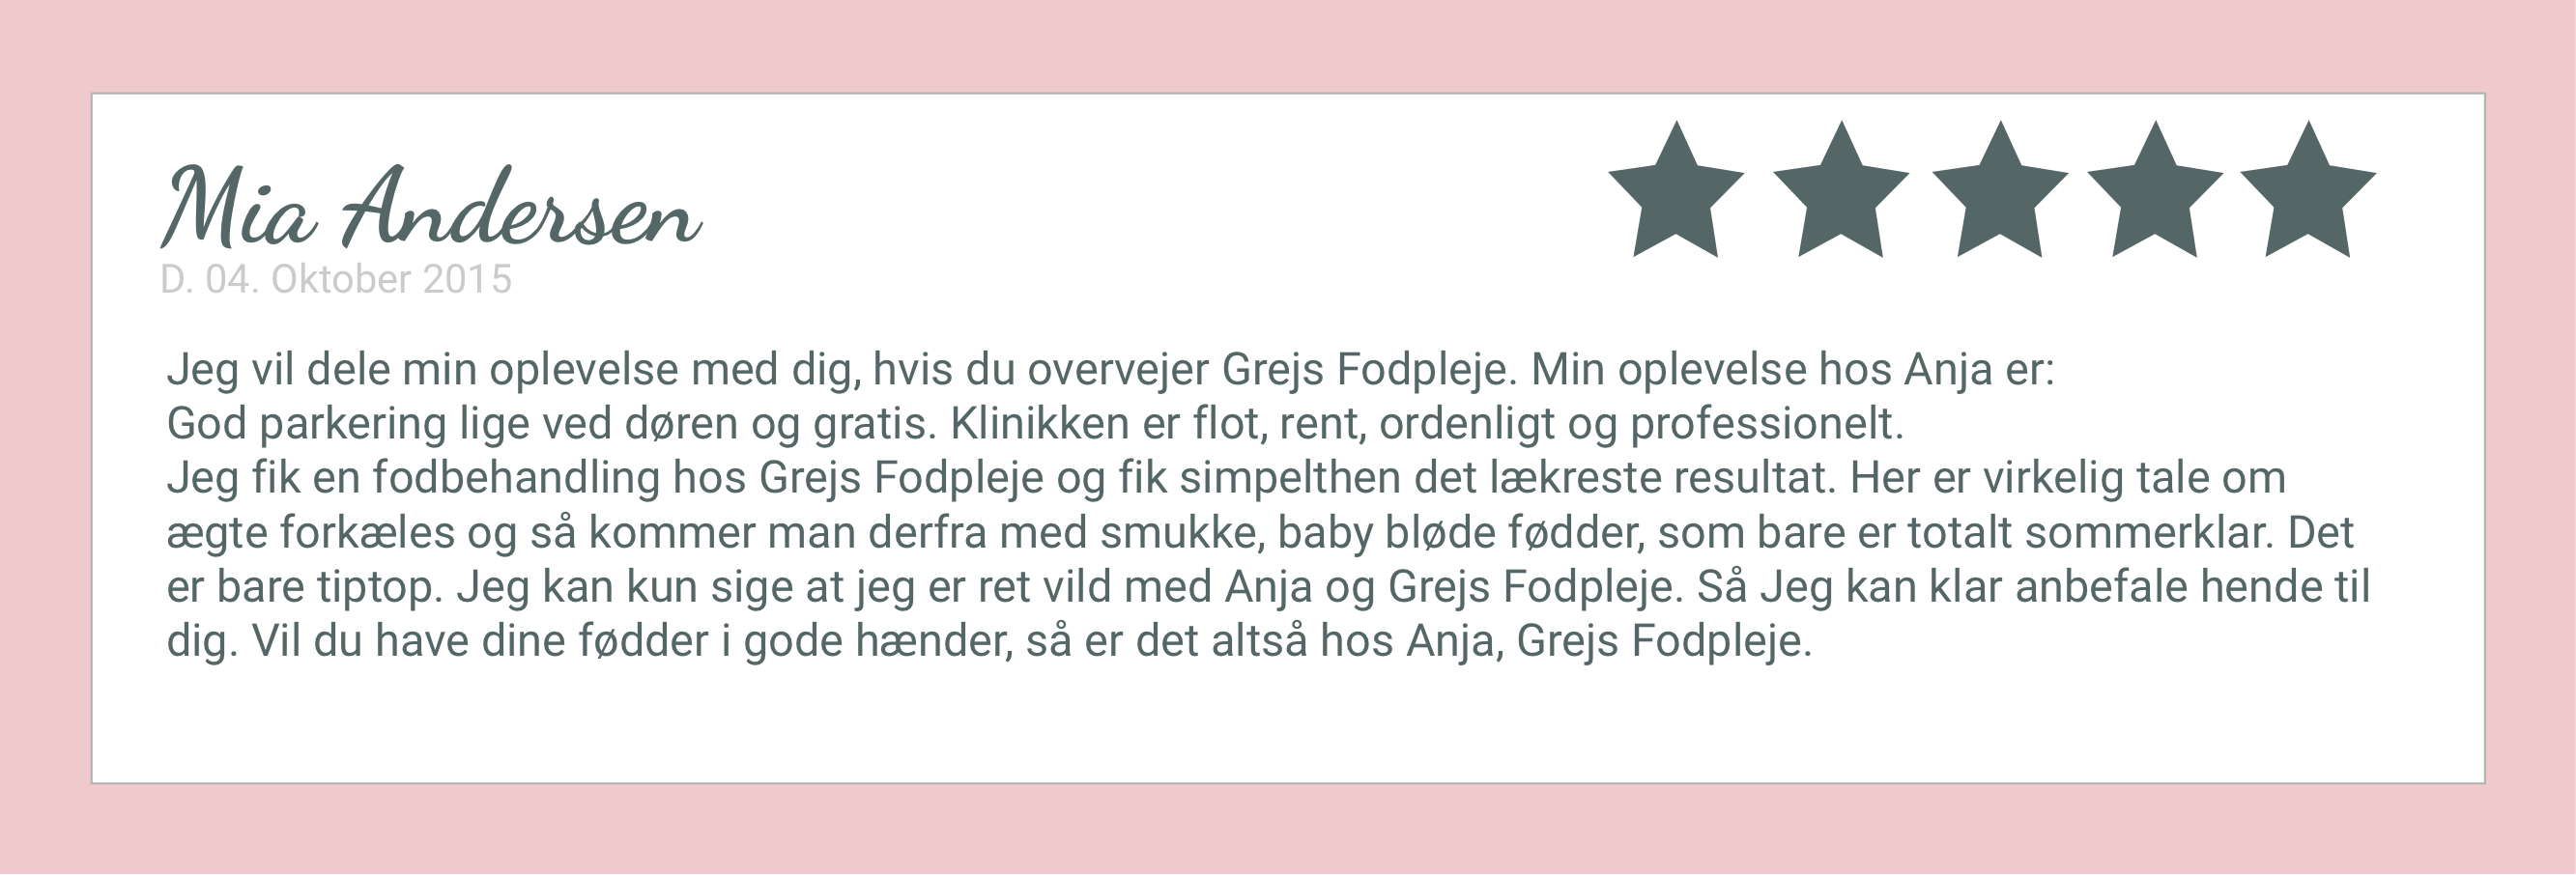 Mia Andersen
D. 04. Oktober 2015
Jeg vil dele min oplevelse med dig, hvis du overvejer Grejs Fodpleje. Min oplevelse hos Anja er:
God parkering lige ved døren og gratis. Klinikken er flot, rent, ordenligt og professionelt.
Jeg fik en fodbehandling hos Grejs Fodpleje og fik simpelthen det lækreste resultat. Her er virkelig tale om
ægte forkæles og så kommer man derfra med smukke, baby bløde fødder, som bare er totalt sommerklar. Det
er bare tiptop. Jeg kan kun sige at jeg er ret vild med Anja og Grejs Fodpleje. Så Jeg kan klar anbefale hende til
dig. Vil du have dine fødder i gode hænder, så er det altså hos Anja, Grejs Fodpleje.